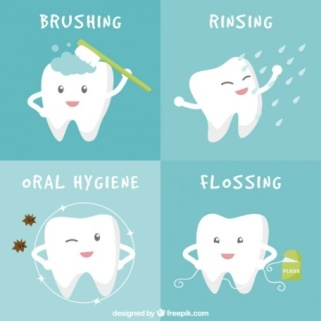 BRUSHING
RINSING
ORAL HYGIENE
FLOSSING
FLOSS
designed by freepik.com